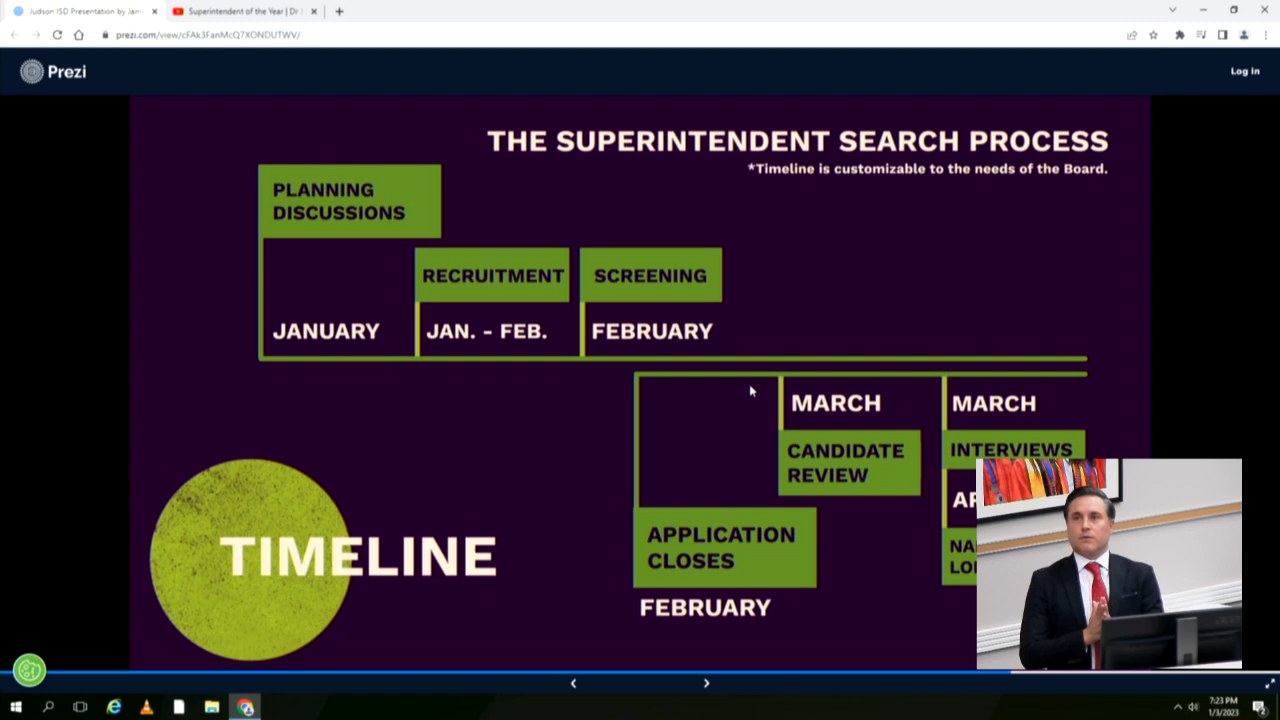 Judson ISD Presentation by Jam
Superintendent of the Year | Dr
prezi.com/view/cFAk3FanMcQ7XONDUTWV/
Prezi
Log in
THE SUPERINTENDENT SEARCH PROCESS
*Timeline is customizable to the needs of the Board.
PLANNING
DISCUSSIONS
RECRUITMENT
SCREENING
JANUARY
JAN. - FEB.
FEBRUARY
MARCH
MARCH
CANDIDATE
REVIEW
INTERVIEWS
TIMELINE
APPLICATION
CLOSES
FEBRUARY
7:23 PM
1/3/2023